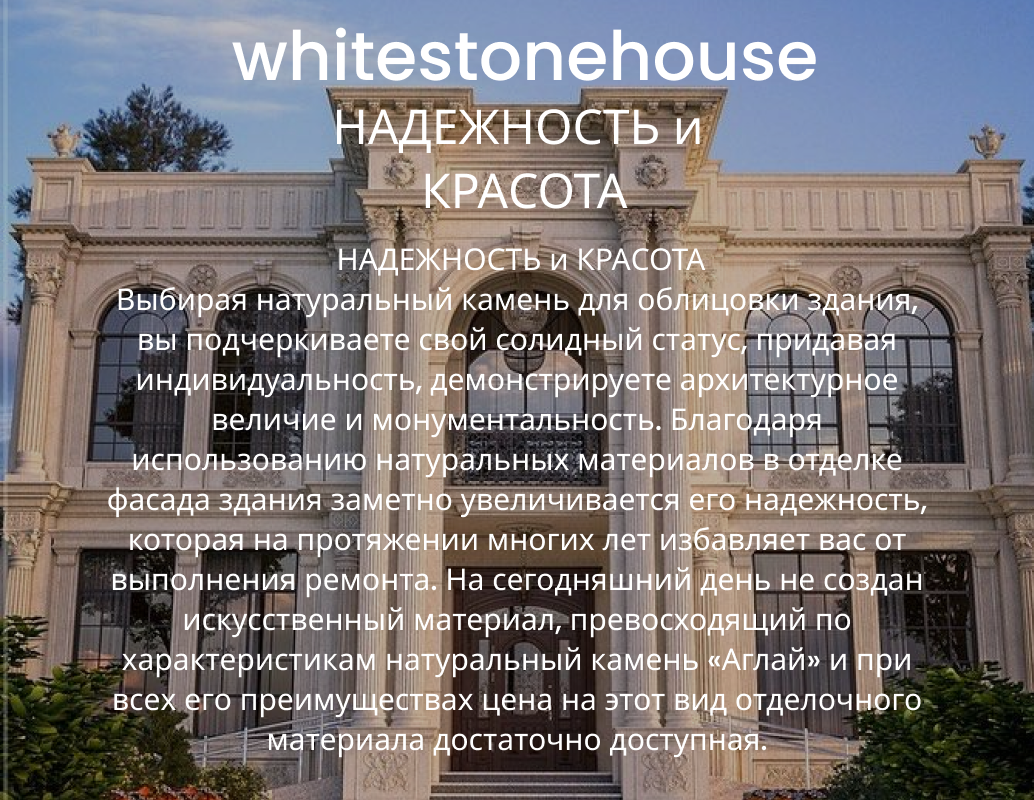 whitestonehouse
НАДЕЖНОСТЬ и
КРАСОТА
НАДЕЖНОСТЬ и КРАСОТА
Выбирая натуральный камень для облицовки здания,
вы подчеркиваете свой солидный статус, придавая
индивидуальность, демонстрируете архитектурное
величие и монументальность. Благодаря
использованию натуральных материалов в отделке
фасада здания заметно увеличивается его надежность,
которая на протяжении многих лет избавляет вас от
выполнения ремонта. На сегодняшний день не создан
искусственный материал, превосходящий по
характеристикам натуральный камень «Аглай» и при
всех его преимуществах цена на этот вид отделочного
материала достаточно доступная.